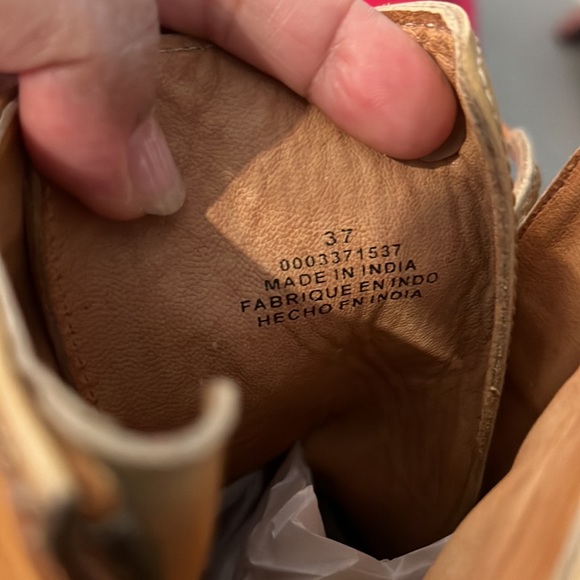 37
0003371537
MADE IN INDIA
FABRIQUE EN INDO
HECHO EN INDIA